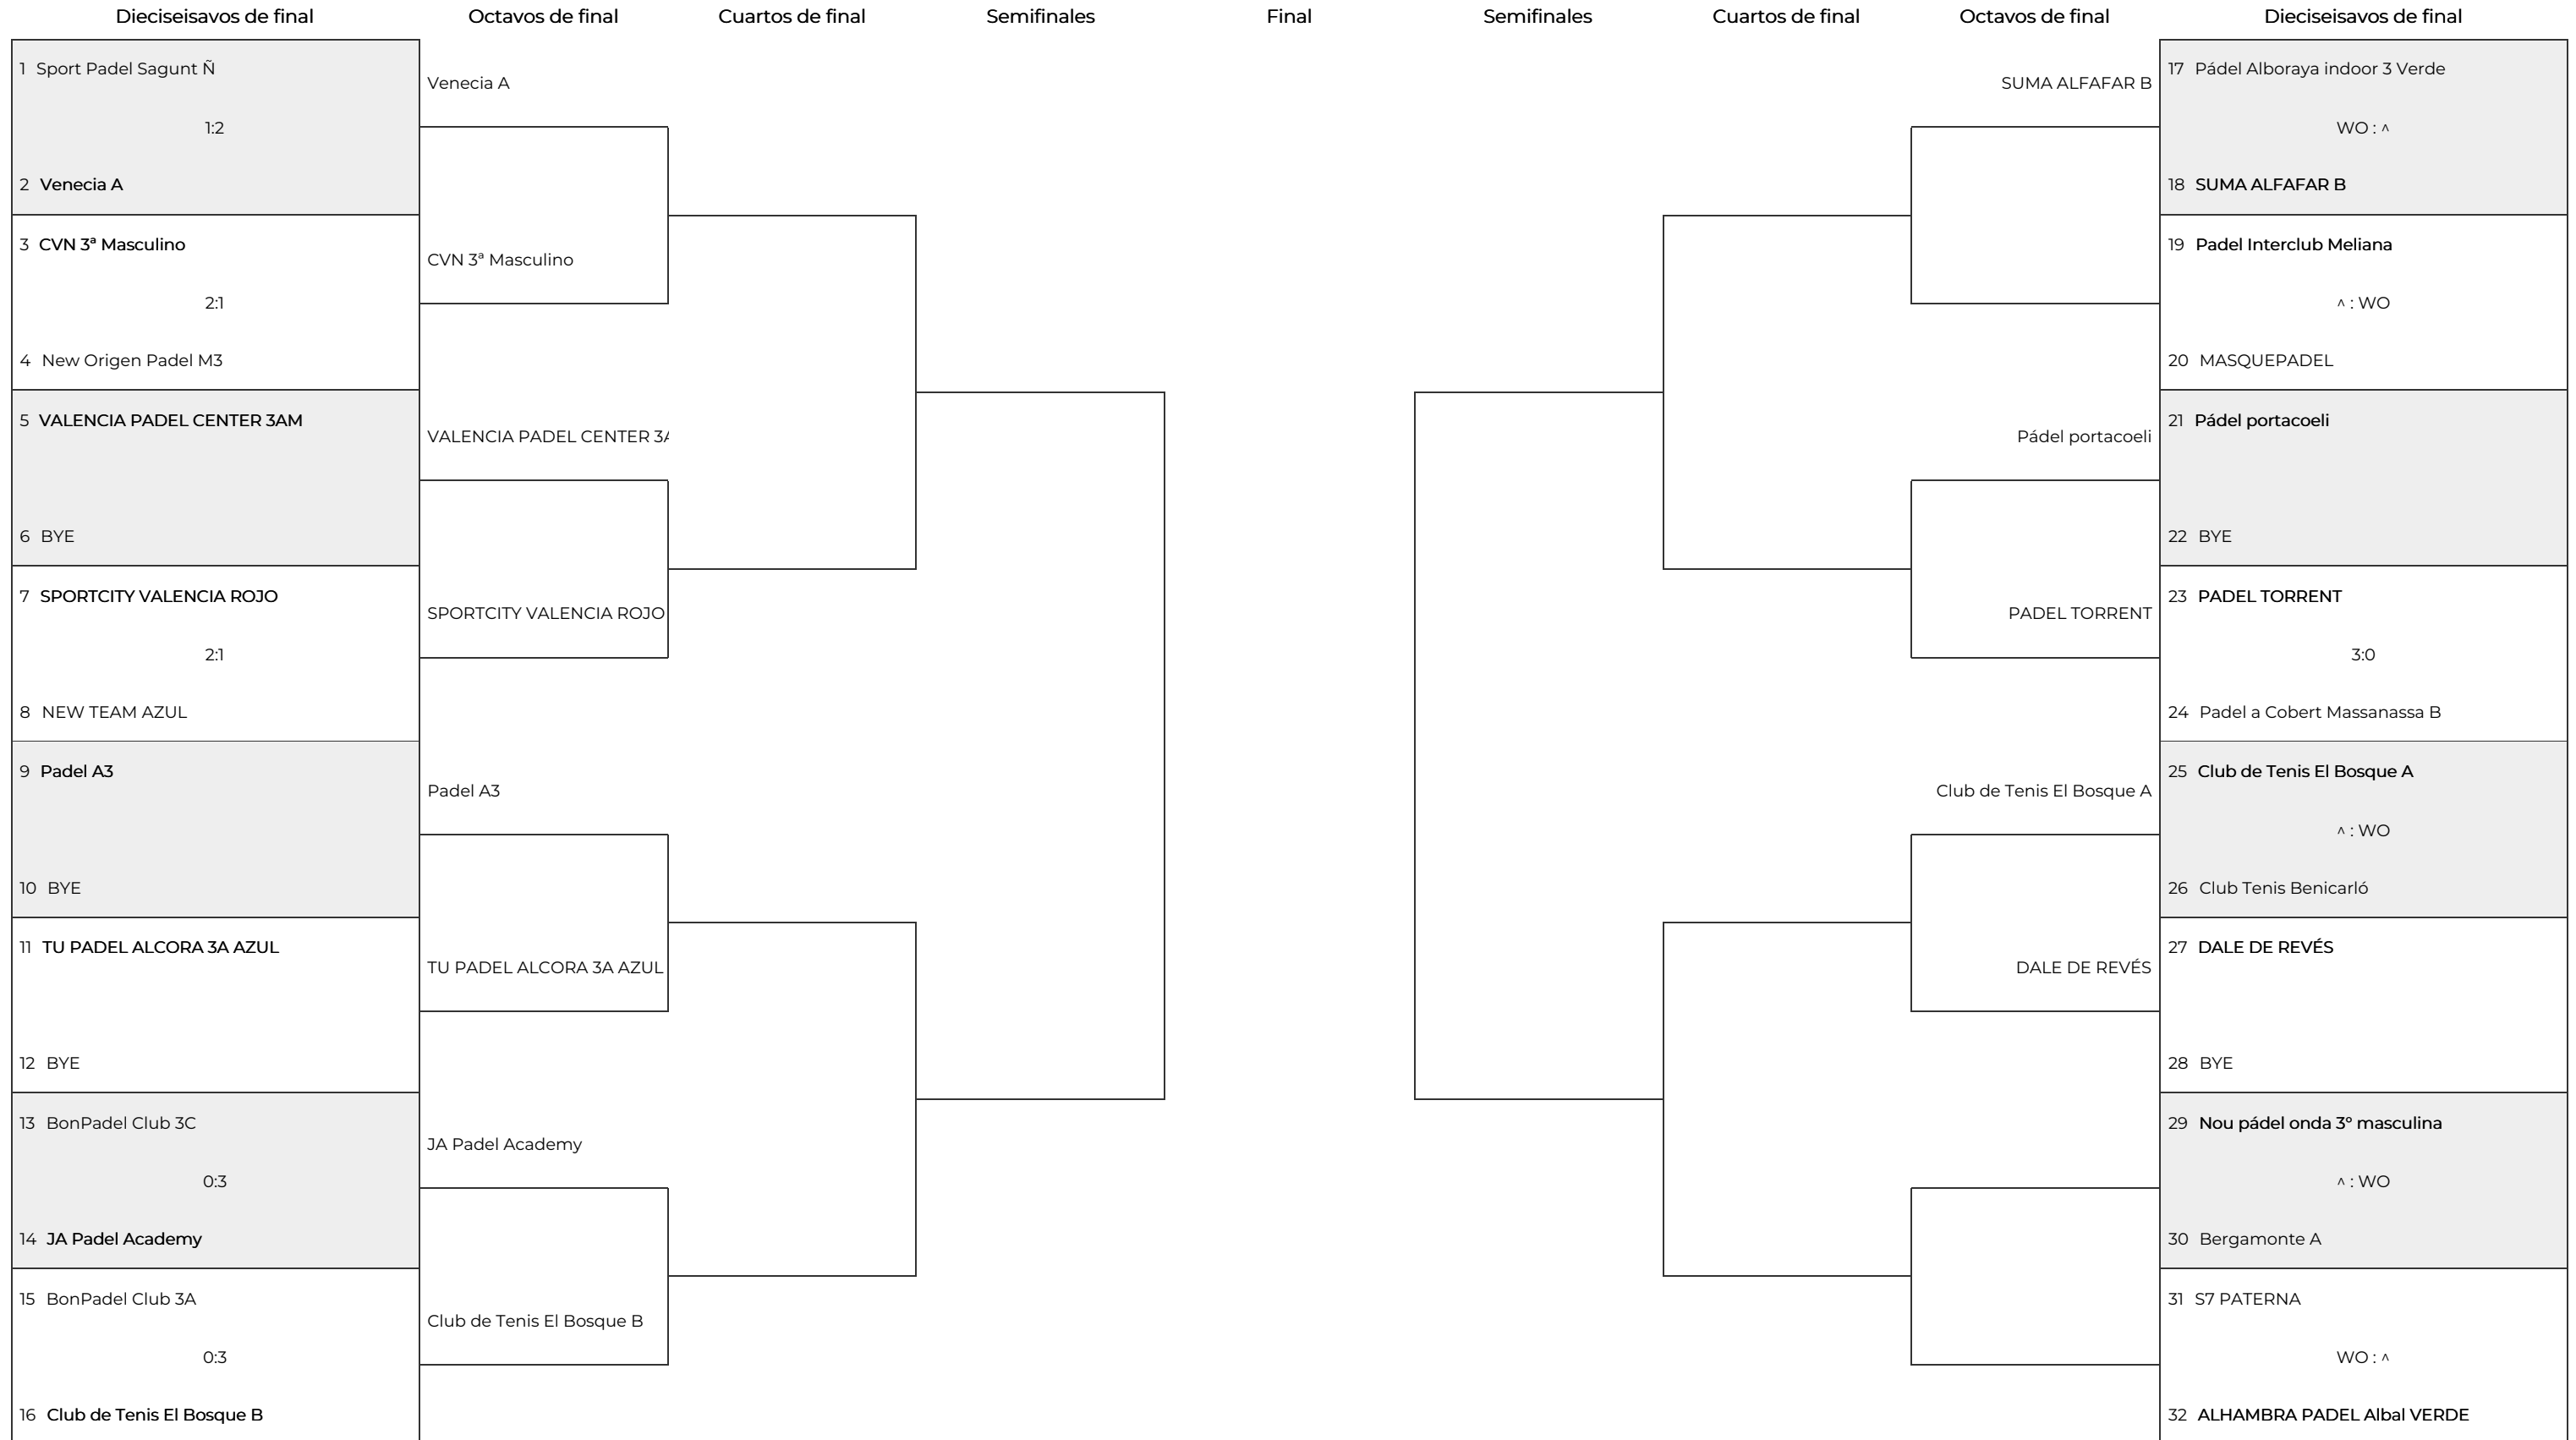 Dieciseisavos de final
Octavos de final
Cuartos de final
Semifinales
Final
Semifinales
Cuartos de final
Octavos de final
Dieciseisavos de final
1 Sport Padel Sagunt Ñ
1:2
2 Venecia A
3 CVN 3ª Masculino
2:1
4 New Origen Padel M3
5 VALENCIA PADEL CENTER 3AM
6 BYE
7 SPORTCITY VALENCIA ROJO
2:1
8 NEW TEAM AZUL
9 Padel A3
10 BYE
11 TU PADEL ALCORA 3A AZUL
12 BYE
13 BonPadel Club 3C
0:3
14 JA Padel Academy
15 BonPadel Club 3A
0:3
16 Club de Tenis El Bosque B
Venecia A
CVN 3ª Masculino
VALENCIA PADEL CENTER 3A
SPORTCITY VALENCIA ROJO
Padel A3
TU PADEL ALCORA 3A AZUL
JA Padel Academy
Club de Tenis El Bosque B
SUMA ALFAFAR B
Pádel portacoeli
PADEL TORRENT
Club de Tenis El Bosque A
DALE DE REVÉS
17 Pádel Alboraya indoor 3 Verde
WO : ^
18 SUMA ALFAFAR B
19 Padel Interclub Meliana
^ : WO
20 MASQUEPADEL
21 Pádel portacoeli
22 BYE
23 PADEL TORRENT
3:0
24 Padel a Cobert Massanassa B
25 Club de Tenis El Bosque A
^ : WO
26 Club Tenis Benicarló
27 DALE DE REVÉS
28 BYE
29 Nou pádel onda 3º masculina
^ : WO
30 Bergamonte A
31 S7 PATERNA
WO : ^
32 ALHAMBRA PADEL Albal VERDE